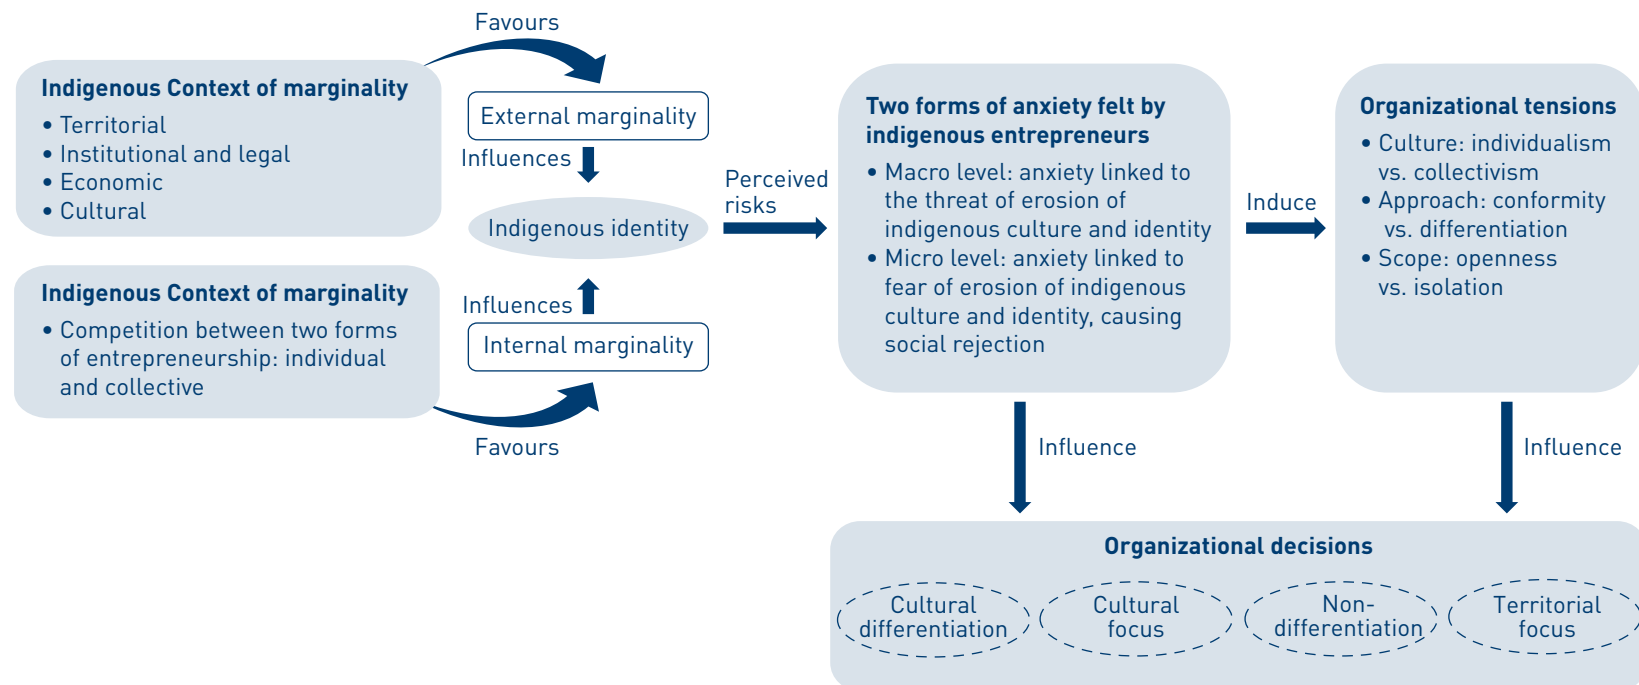 Favours
Indigenous Context of marginality
• Territorial
• Institutional and legal
• Economic
• Cultural
External marginality
Influences
Indigenous identity
Influences
Internal marginality
Indigenous Context of marginality
• Competition between two forms
of entrepreneurship: individual
and collective
Favours
Perceived
risks
Two forms of anxiety felt by
indigenous entrepreneurs
• Macro level: anxiety linked to
the threat of erosion of
indigenous culture and identity
• Micro level: anxiety linked to
fear of erosion of indigenous
culture and identity, causing
social rejection
Induce
Organizational tensions
• Culture: individualism
vs. collectivism
• Approach: conformity
vs. differentiation
• Scope: openness
vs. isolation
Influence
Influence
Organizational decisions
Cultural
differentiation
Cultural
focus
Non-
differentiation
Territorial
focus